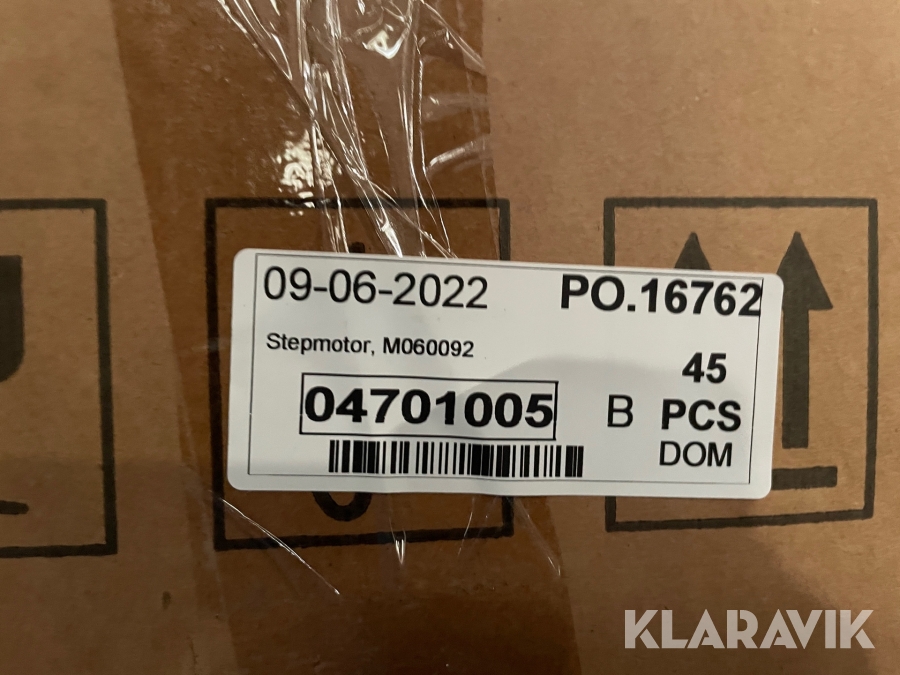 09-06-2022 PO.16762
Stepmotor, M060092
45
04701005 B PCS
DOM
KLARAVIK